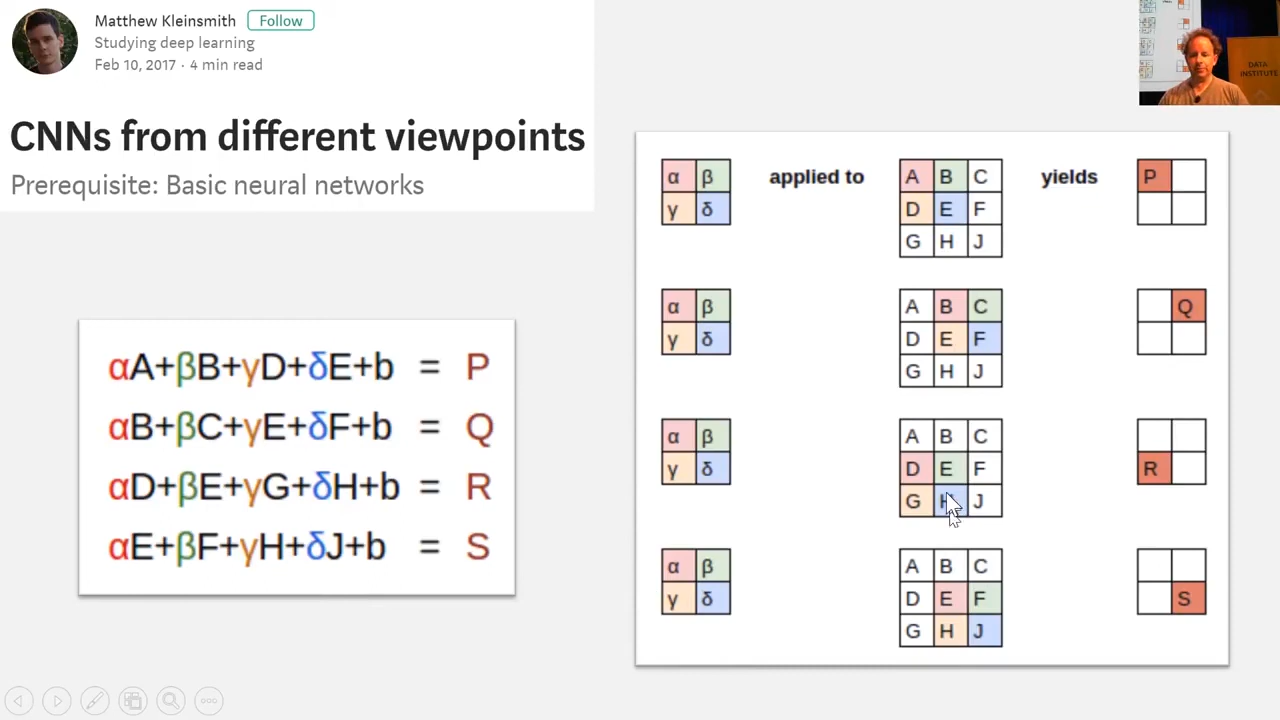 Matthew Kleinsmith Follow
Studying deep learning
Feb 10, 2017 · 4 min read
CNNs from different viewpoints
Prerequisite: Basic neural networks
αA+βB+γD+δE+b = P
αB+βC+γE+δF+b = Q
αD+βE+γG+δH+b = R
αE+βF+γH+δJ+b = S
DATA
INSTITUTE
α β applied to A B C yields P
γ δ D E F
G H J
α β A B C Q
γ δ D E F
G H J
α β A B C
γ δ D E F R
G H J
α β A B C
γ δ D E F S
G H J